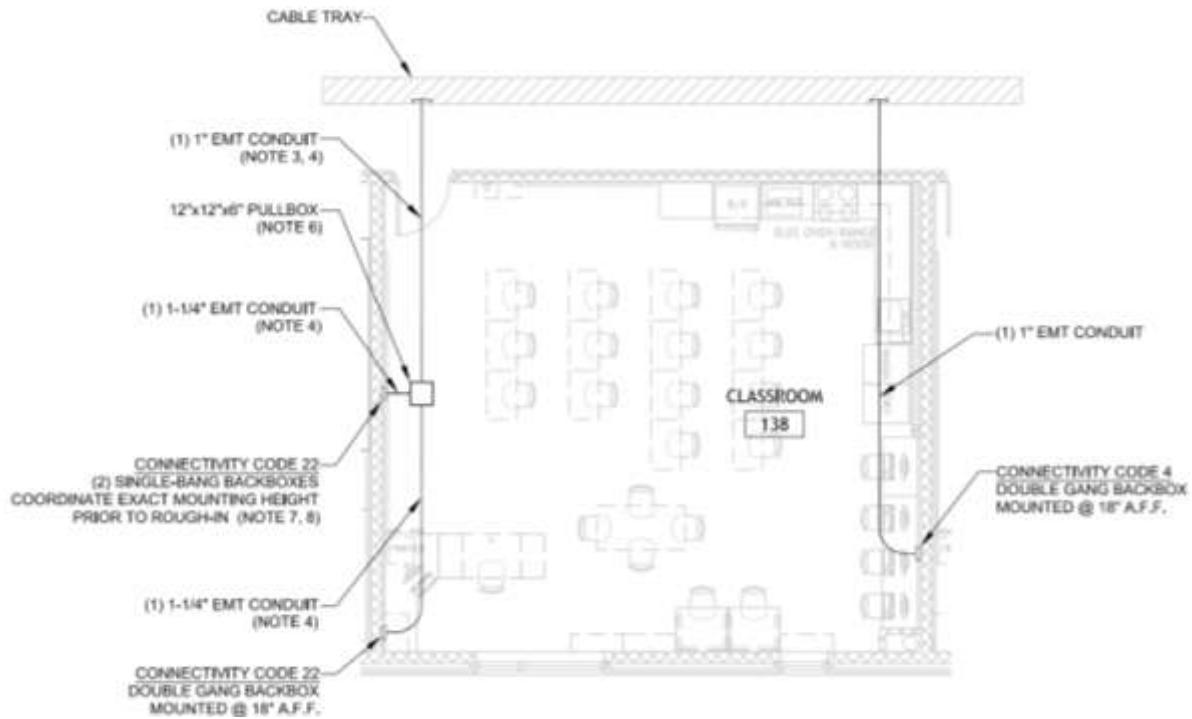 CABLE TRAY
(1) 1" EMT CONDUIT
(NOTE 3, 4)
12"x12"x6" PULLBOX
(NOTE 6)
(1) 1-1/4" EMT CONDUIT
(NOTE 4)
(1) 1" EMT CONDUIT
CLASSROOM
138
CONNECTIVITY CODE 22
(2) SINGLE-BANG BACKBOXES
COORDINATE EXACT MOUNTING HEIGHT
PRIOR TO ROUGH-IN (NOTE 7, 8)
CONNECTIVITY CODE 4
DOUBLE GANG BACKBOX
MOUNTED @ 18" A.F.F.
(1) 1-1/4" EMT CONDUIT
(NOTE 4)
CONNECTIVITY CODE 22
DOUBLE GANG BACKBOX
MOUNTED @ 18" A.F.F.